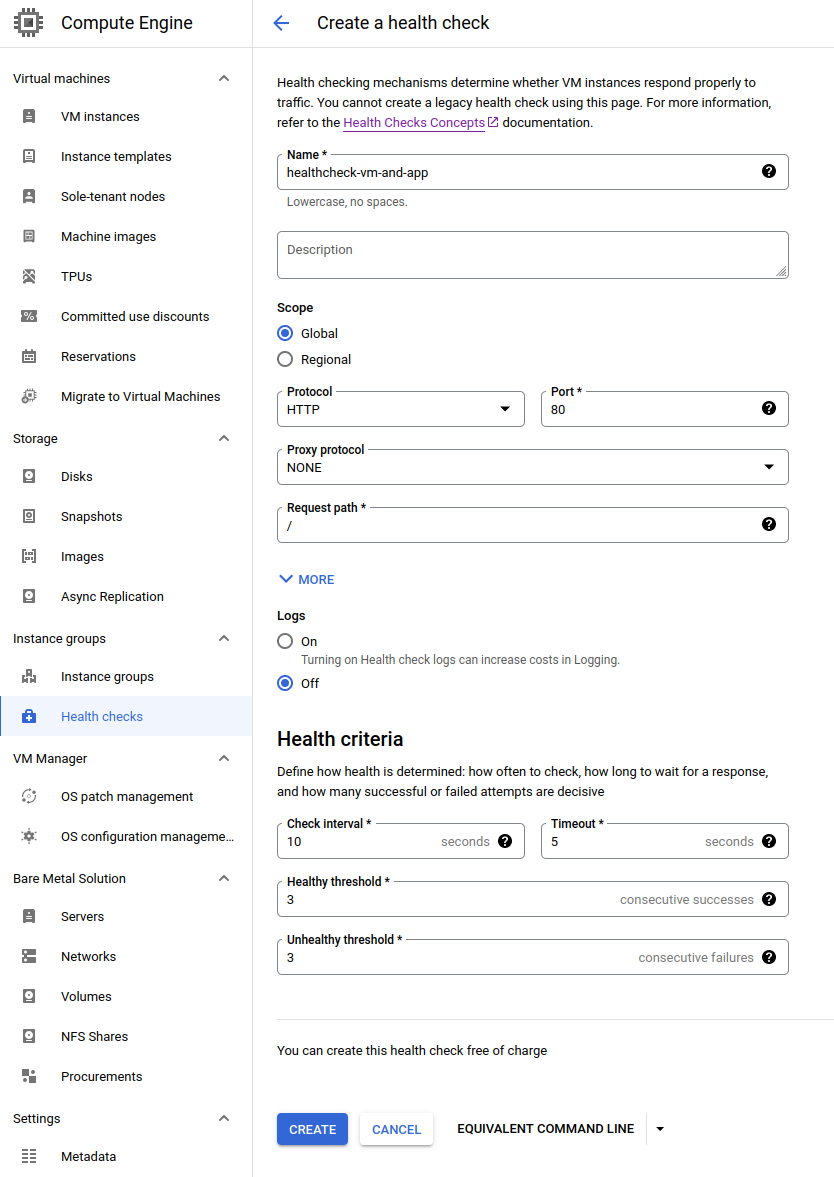 Compute Engine
Virtual machines
VM instances
Instance templates
Sole-tenant nodes
Machine images
TPUs
Committed use discounts
Reservations
Migrate to Virtual Machines
Storage
Disks
Snapshots
Images
Async Replication
Instance groups
Instance groups
Health checks
VM Manager
OS patch management
OS configuration manageme...
Bare Metal Solution
Servers
Networks
Volumes
NFS Shares
Procurements
Settings
Metadata
Create a health check
Health checking mechanisms determine whether VM instances respond properly to
traffic. You cannot create a legacy health check using this page. For more information,
refer to the Health Checks Concepts documentation.
Name *
healthcheck-vm-and-app
Lowercase, no spaces.
Description
Scope
Global
Regional
Protocol
HTTP
Port *
80
Proxy protocol
NONE
Request path *
/
MORE
Logs
On
Turning on Health check logs can increase costs in Logging.
Off
Health criteria
Define how health is determined: how often to check, how long to wait for a response,
and how many successful or failed attempts are decisive
Check interval *
10 seconds
Timeout *
5 seconds
Healthy threshold *
3 consecutive successes
Unhealthy threshold *
3 consecutive failures
You can create this health check free of charge
CREATE CANCEL EQUIVALENT COMMAND LINE